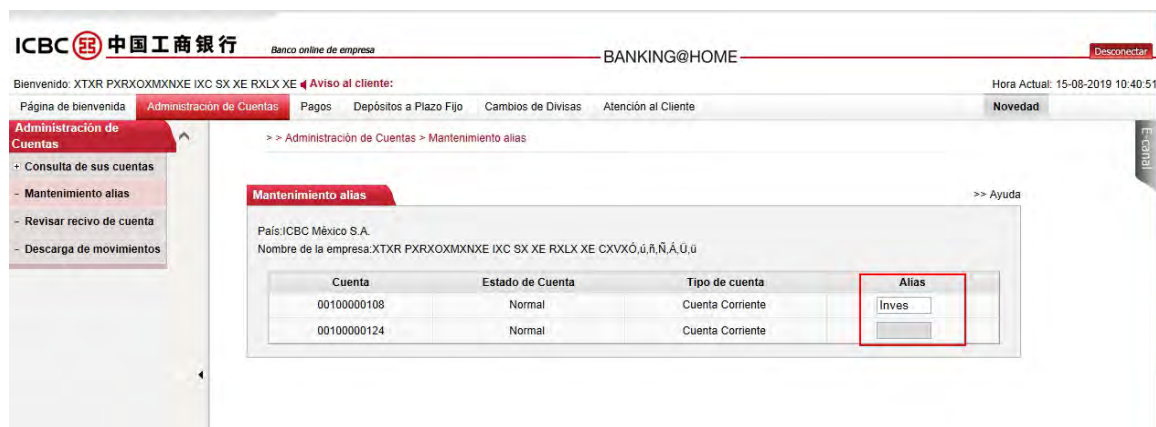 ICBC 中国工商银行 Banco online de empresa BANKING@HOME Desconectar
Bienvenido: XTXR PXRXOXMXNXE IXC SX XE RXLX XE Aviso al cliente: Hora Actual: 15-08-2019 10:40:51
Página de bienvenida Administración de Cuentas Pagos Depósitos a Plazo Fijo Cambios de Divisas Atención al Cliente Novedad
Administración de
Cuentas
+ Consulta de sus cuentas
- Mantenimiento alias
- Revisar recivo de cuenta
- Descarga de movimientos
> > Administración de Cuentas > Mantenimiento alias
E-canal
Mantenimiento alias >> Ayuda
País:ICBC México S.A.
Nombre de la empresa:XTXR PXRXOXMXNXE IXC SX XE RXLX XE CXVXÓ,ú,ñ,Ñ,Á,Ü,ü
Cuenta Estado de Cuenta Tipo de cuenta Alias
00100000108 Normal Cuenta Corriente Inves
00100000124 Normal Cuenta Corriente